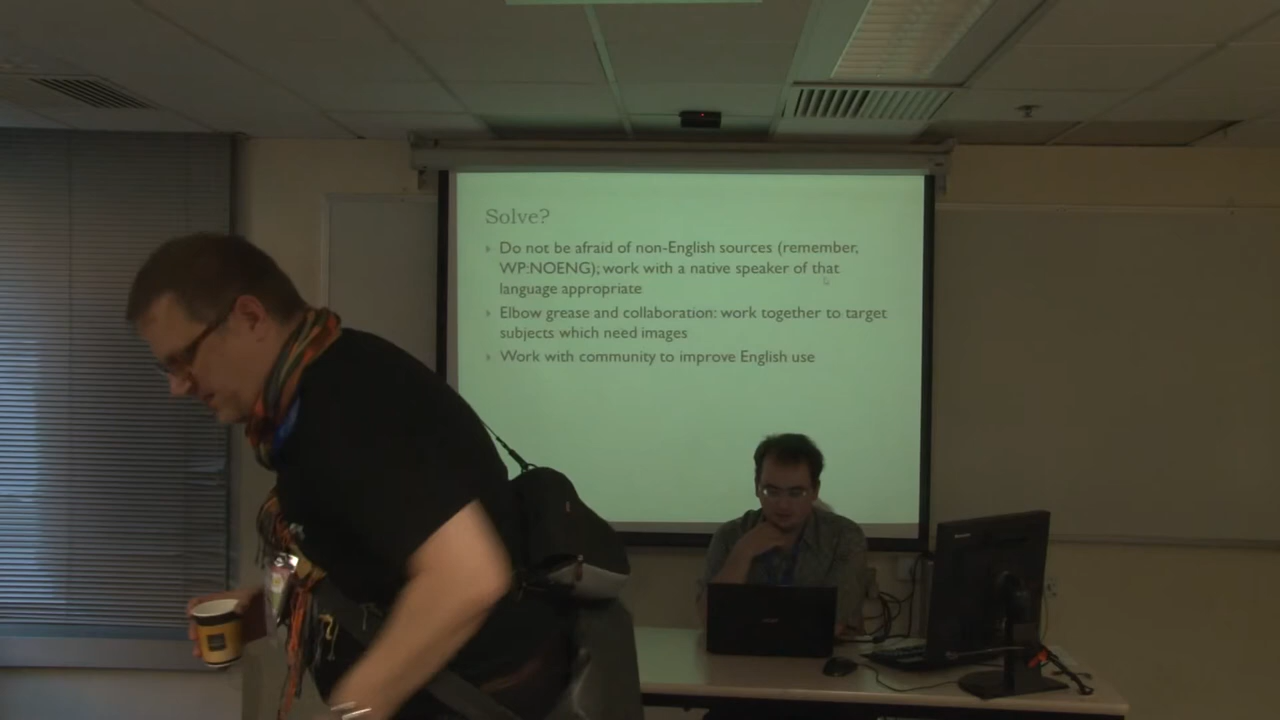 Solve?
Do not be afraid of non-English sources (remember,
WP:NOENG); work with a native speaker of that
language appropriate
Elbow grease and collaboration: work together to target
subjects which need images
Work with community to improve English use